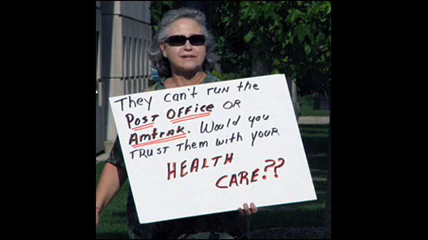 They can't run the
Post Office or
Amtrak. Would you
trust them with your
HEALTH
CARE??